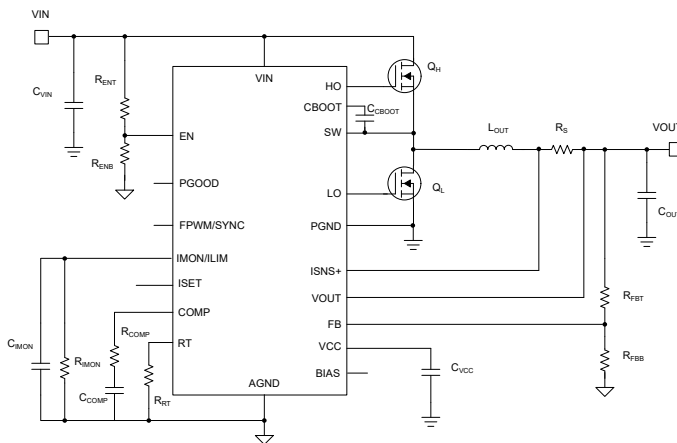 VIN
VIN
HO
QH
RENT
CVIN
CBOOT
CCBOOT
EN
SW
LOUT
RS
VOUT
RENB
PGOOD
LO
QL
COUT
FPWM/SYNC
PGND
IMON/ILIM
ISNS+
ISET
VOUT
RFBT
COMP
FB
RCOMP
CIMON
RIMON
RT
VCC
RFBB
CCOMP
RRT
BIAS
CVCC
AGND